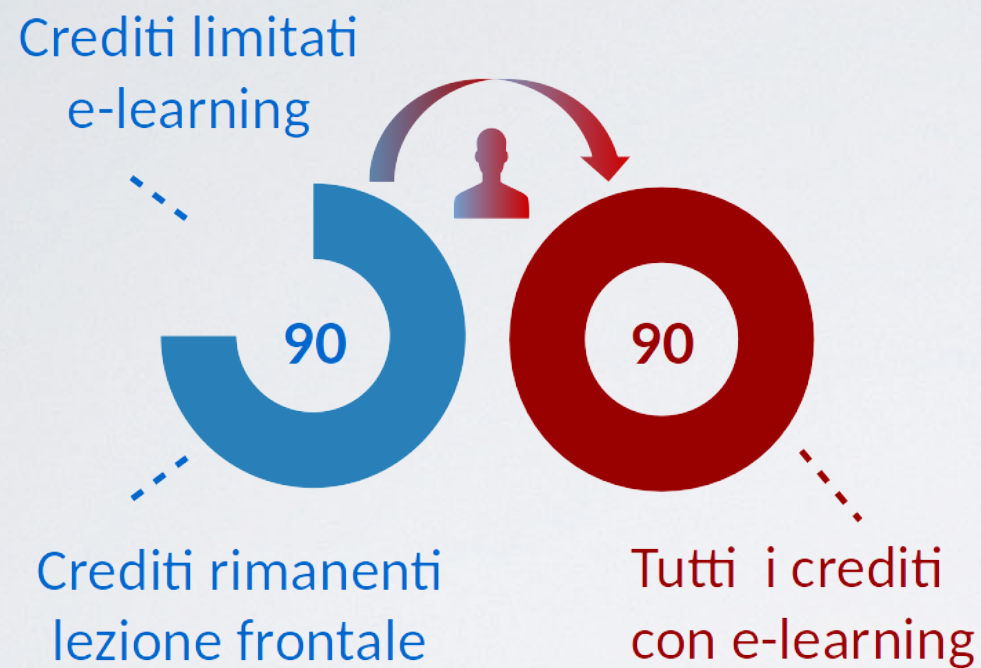 Crediti limitati
e-learning
90
90
Crediti rimanenti
lezione frontale
Tutti i crediti
con e-learning